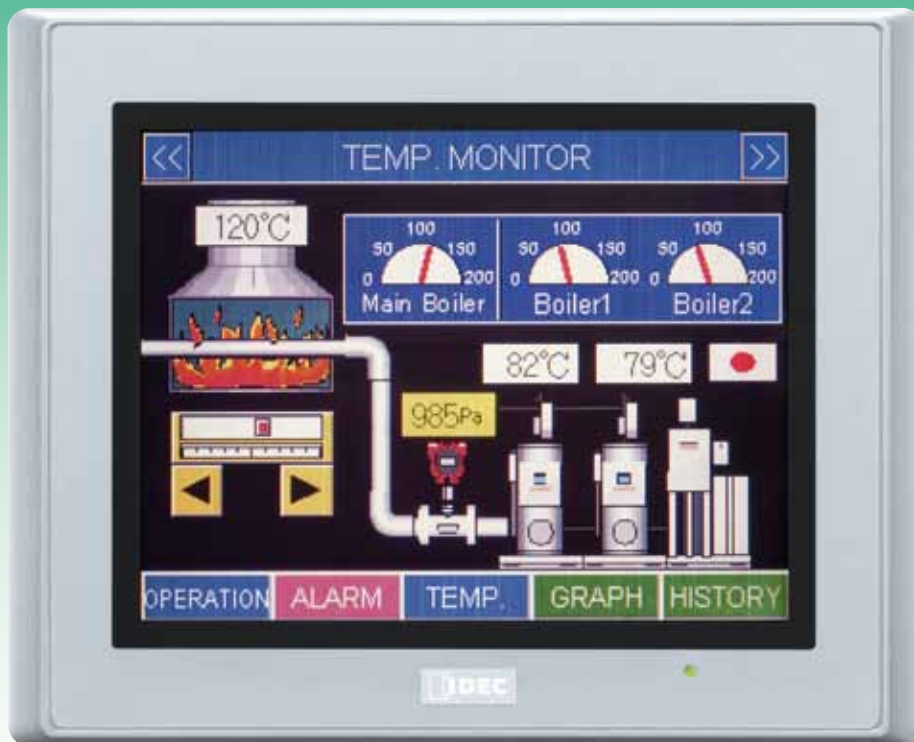 << TEMP. MONITOR >>
120°C
100 100 100
50 150 50 150 50 150
0 200 0 200 0 200
Main Boiler Boiler1 Boiler2
82°C 79°C
985Pa
OPERATION ALARM TEMP. GRAPH HISTORY
IDEC